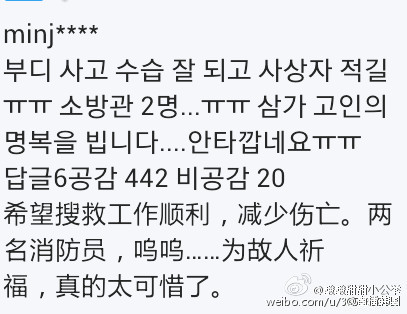 minj****
부디 사고 수습 잘 되고 사상자 적길
ㅠㅠ 소방관 2명...ㅠㅠ 삼가 고인의
명복을 빕니다....안타깝네요ㅠㅠ
답글6공감 442 비공감 20
希望搜救工作顺利，减少伤亡。两
名消防员，呜呜……为故人祈
福，真的太可惜了。
weibo.com/u/